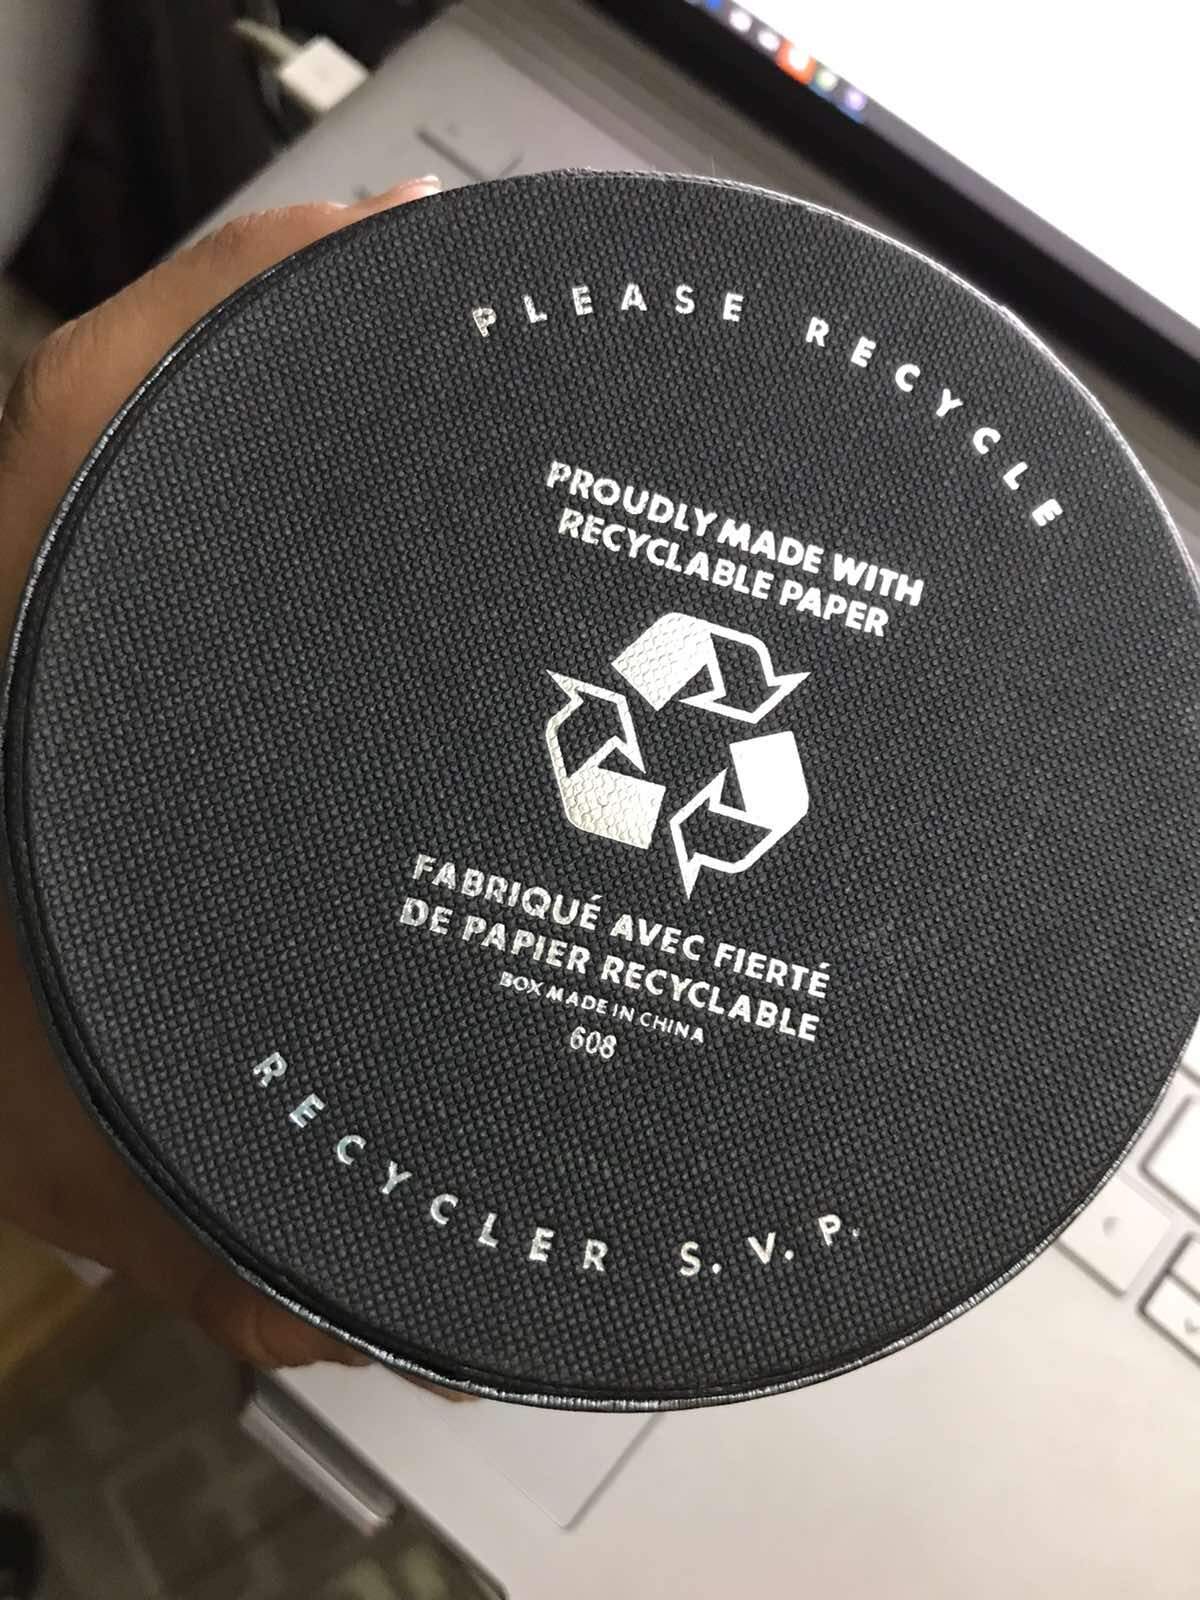 PLEASE RECYCLE
PROUDLY MADE WITH
RECYCLABLE PAPER
FABRIQUÉ AVEC FIERTÉ
DE PAPIER RECYCLABLE
BOX MADE IN CHINA
608
RECYCLER S.V.P.